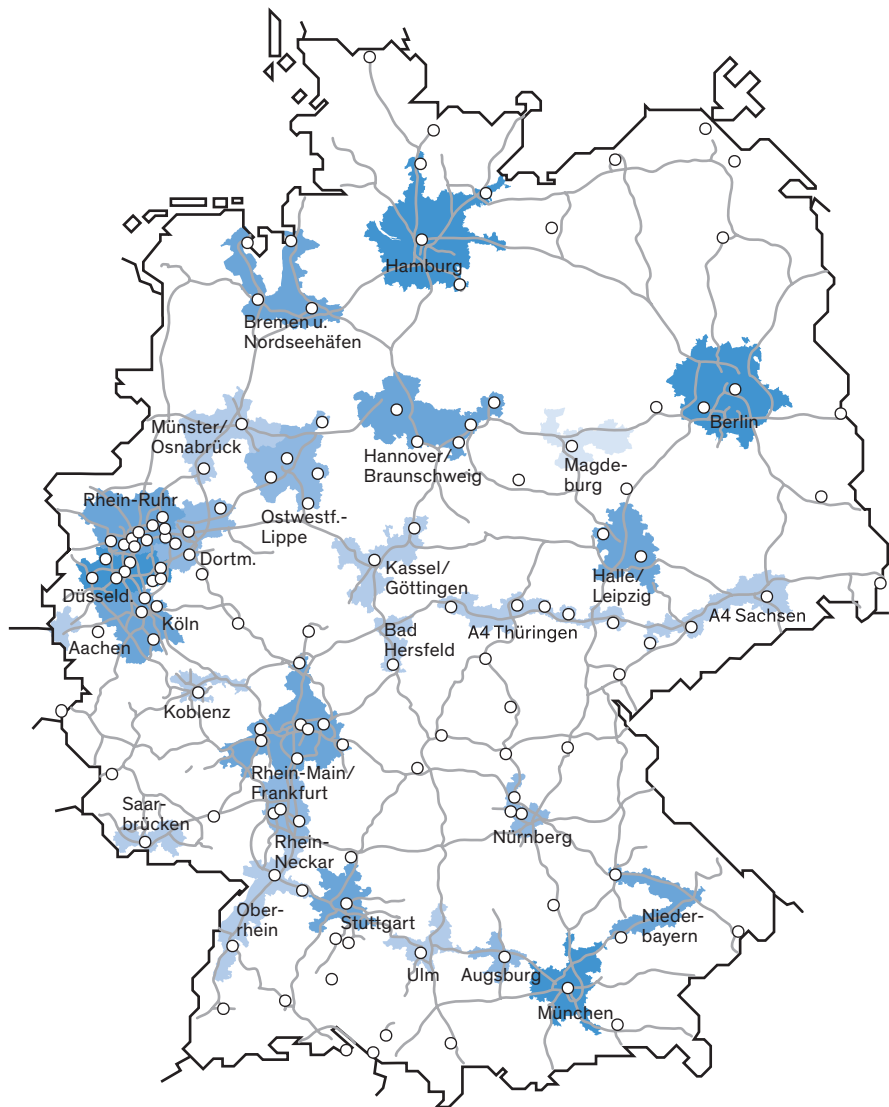 Hamburg
Bremen u.
Nordseehäfen
Berlin
Münster/
Osnabrück
Hannover/
Braunschweig
Magde-
burg
Rhein-Ruhr
Ostwestf.-
Lippe
Dortm.
Kassel/
Göttingen
Halle/
Leipzig
Düsseld.
Köln
Aachen
Bad
Hersfeld
A4 Thüringen
A4 Sachsen
Koblenz
Rhein-Main/
Frankfurt
Saar-
brücken
Nürnberg
Rhein-
Neckar
Ober-
rhein
Stuttgart
Nieder-
bayern
Ulm
Augsburg
München